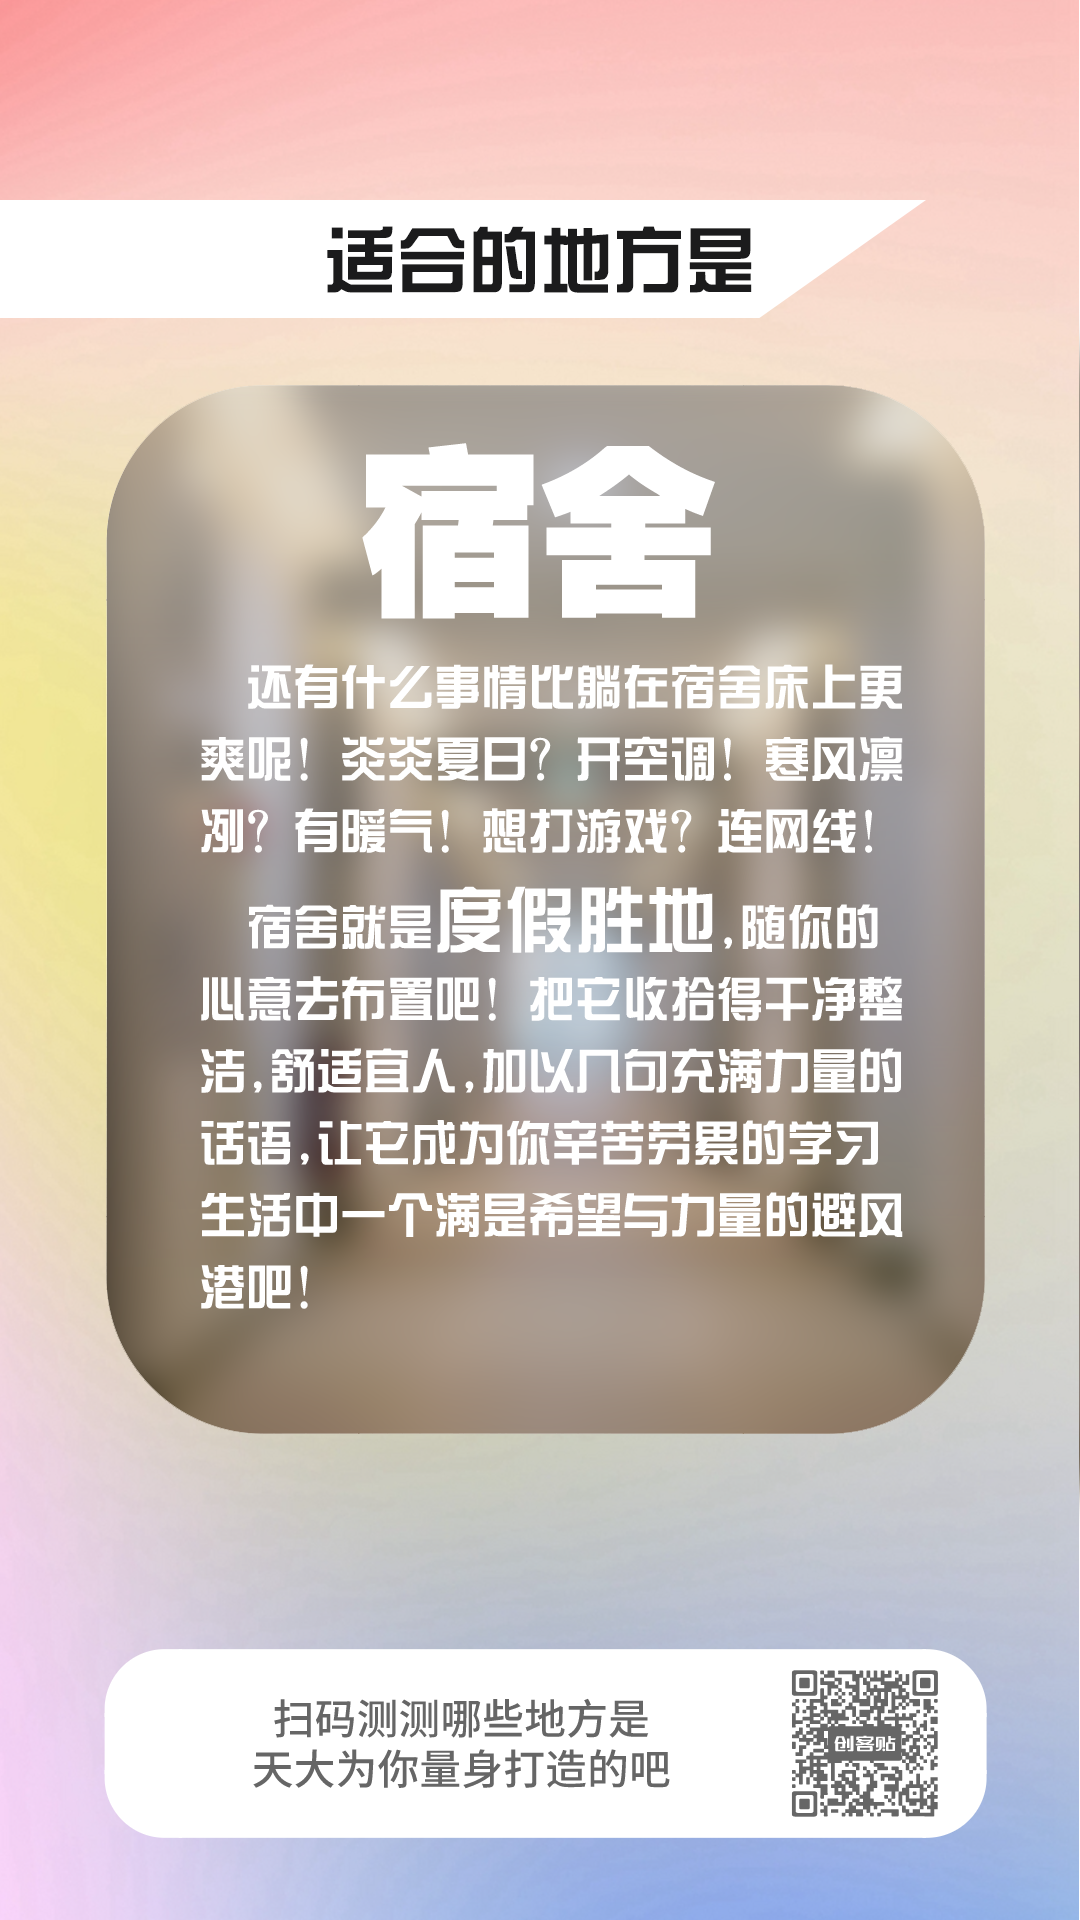 适合的地方是
宿舍
还有什么事情比躺在宿舍床上更
爽呢！炎炎夏日？开空调！寒风凛
冽？有暖气！想打游戏？连网线！
宿舍就是度假胜地,随你的
心意去布置吧！把它收拾得干净整
洁,舒适宜人,加以几句充满力量的
话语,让它成为你辛苦劳累的学习
生活中一个满是希望与力量的避风
港吧！
扫码测测哪些地方是
天大为你量身打造的吧
创客贴